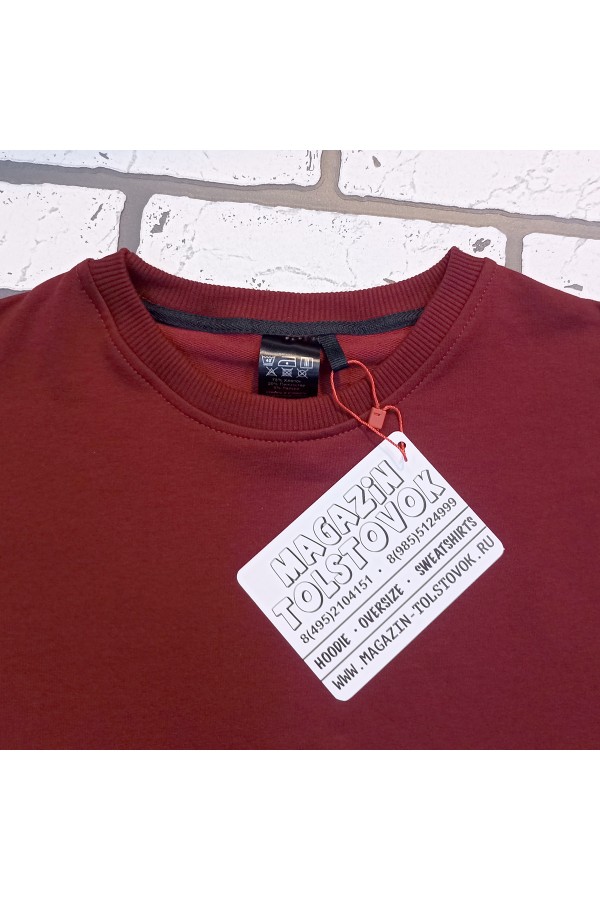 MAGAZiN
TOLSTOVOK
8(495)2104151 · 8(985)5124999
HOODIE · OVERSIZE · SWEATSHIRTS
WWW.MAGAZIN-TOLSTOVOK.RU